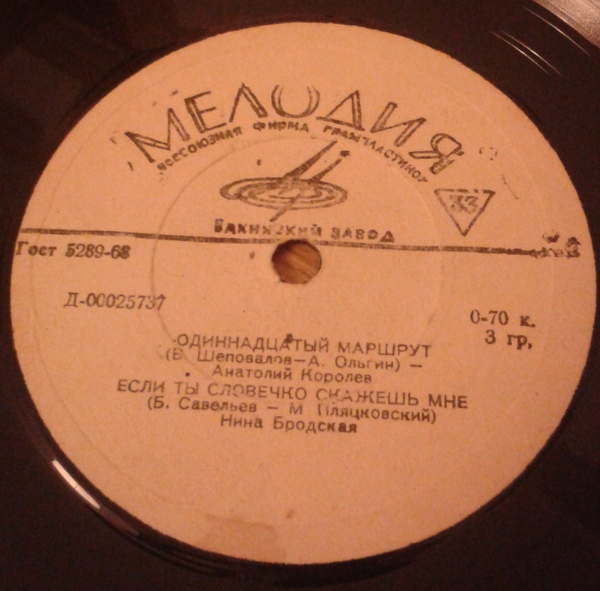 МЕЛОДИЯ
ВСЕСОЮЗНАЯ ФИРМА ГРАМПЛАСТИНОК
33
БАКИНСКИЙ ЗАВОД
Гост 5289-68
Д-00025737
0-70 к.
3 гр,
ОДИННАДЦАТЫЙ МАРШРУТ
(В. Шеповалов-А. Ольгин) –
Анатолий Королев
ЕСЛИ ТЫ СЛОВЕЧКО СКАЖЕШЬ МНЕ
(Б. Савельев – М Пляцковский)
Нина Бродская